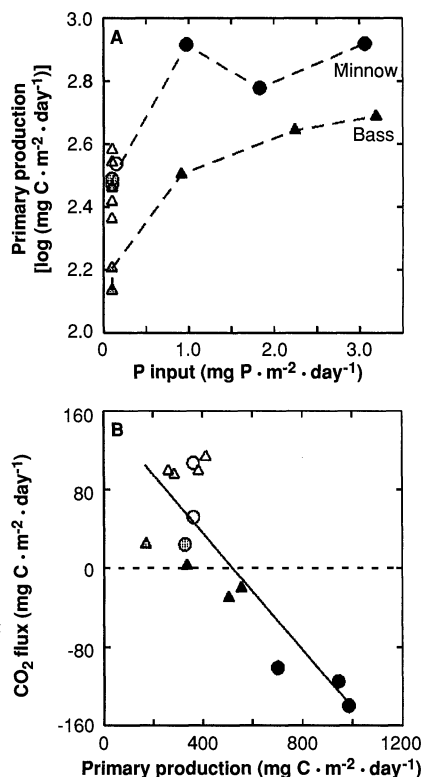 A
3.0
2.8
2.6
2.4
2.2
2.0
Primary production
[log (mg C · m⁻² · day⁻¹)]
Minnow
Bass
0 1.0 2.0 3.0
P input (mg P · m⁻² · day⁻¹)
B
160
80
0
-80
-160
CO₂ flux (mg C · m⁻² · day⁻¹)
0 400 800 1200
Primary production (mg C · m⁻² · day⁻¹)